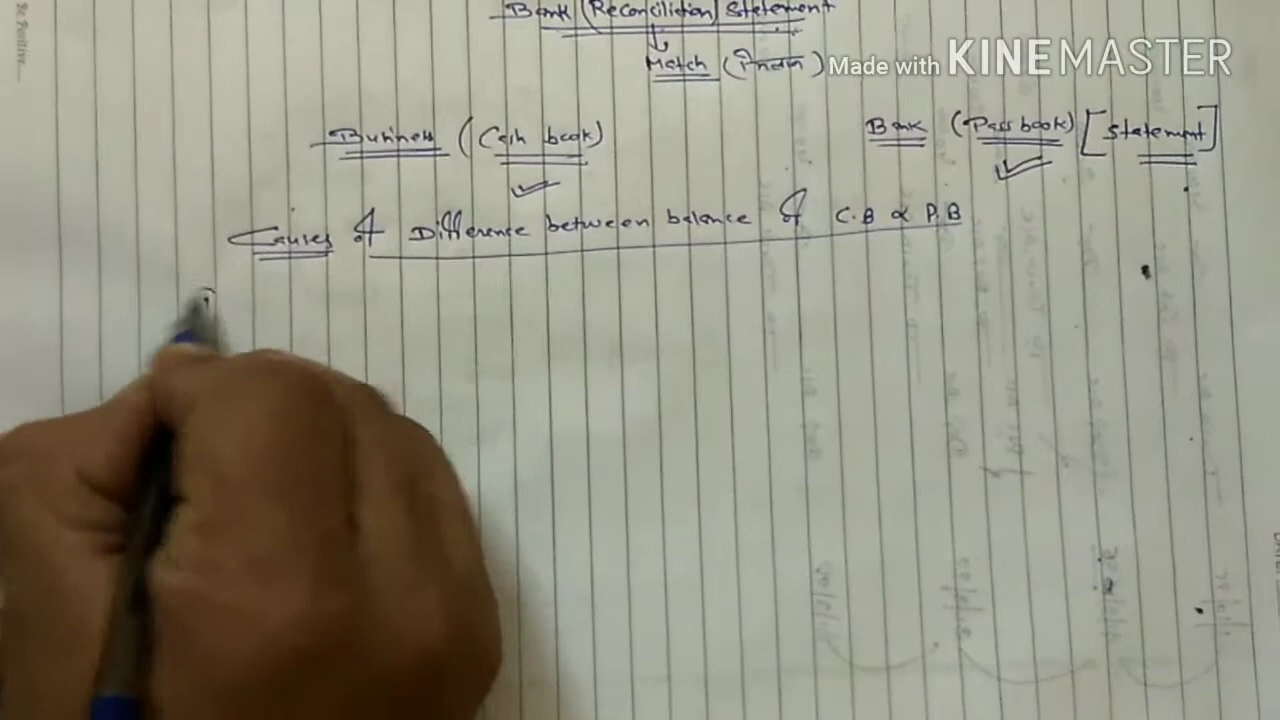 Bank (Reconciliation) Statement
Match (मिलान)
Made with KINEMASTER
Business (Cash book)
Bank (Pass book) [Statement]
Causes of Difference between balance of C.B & P.B